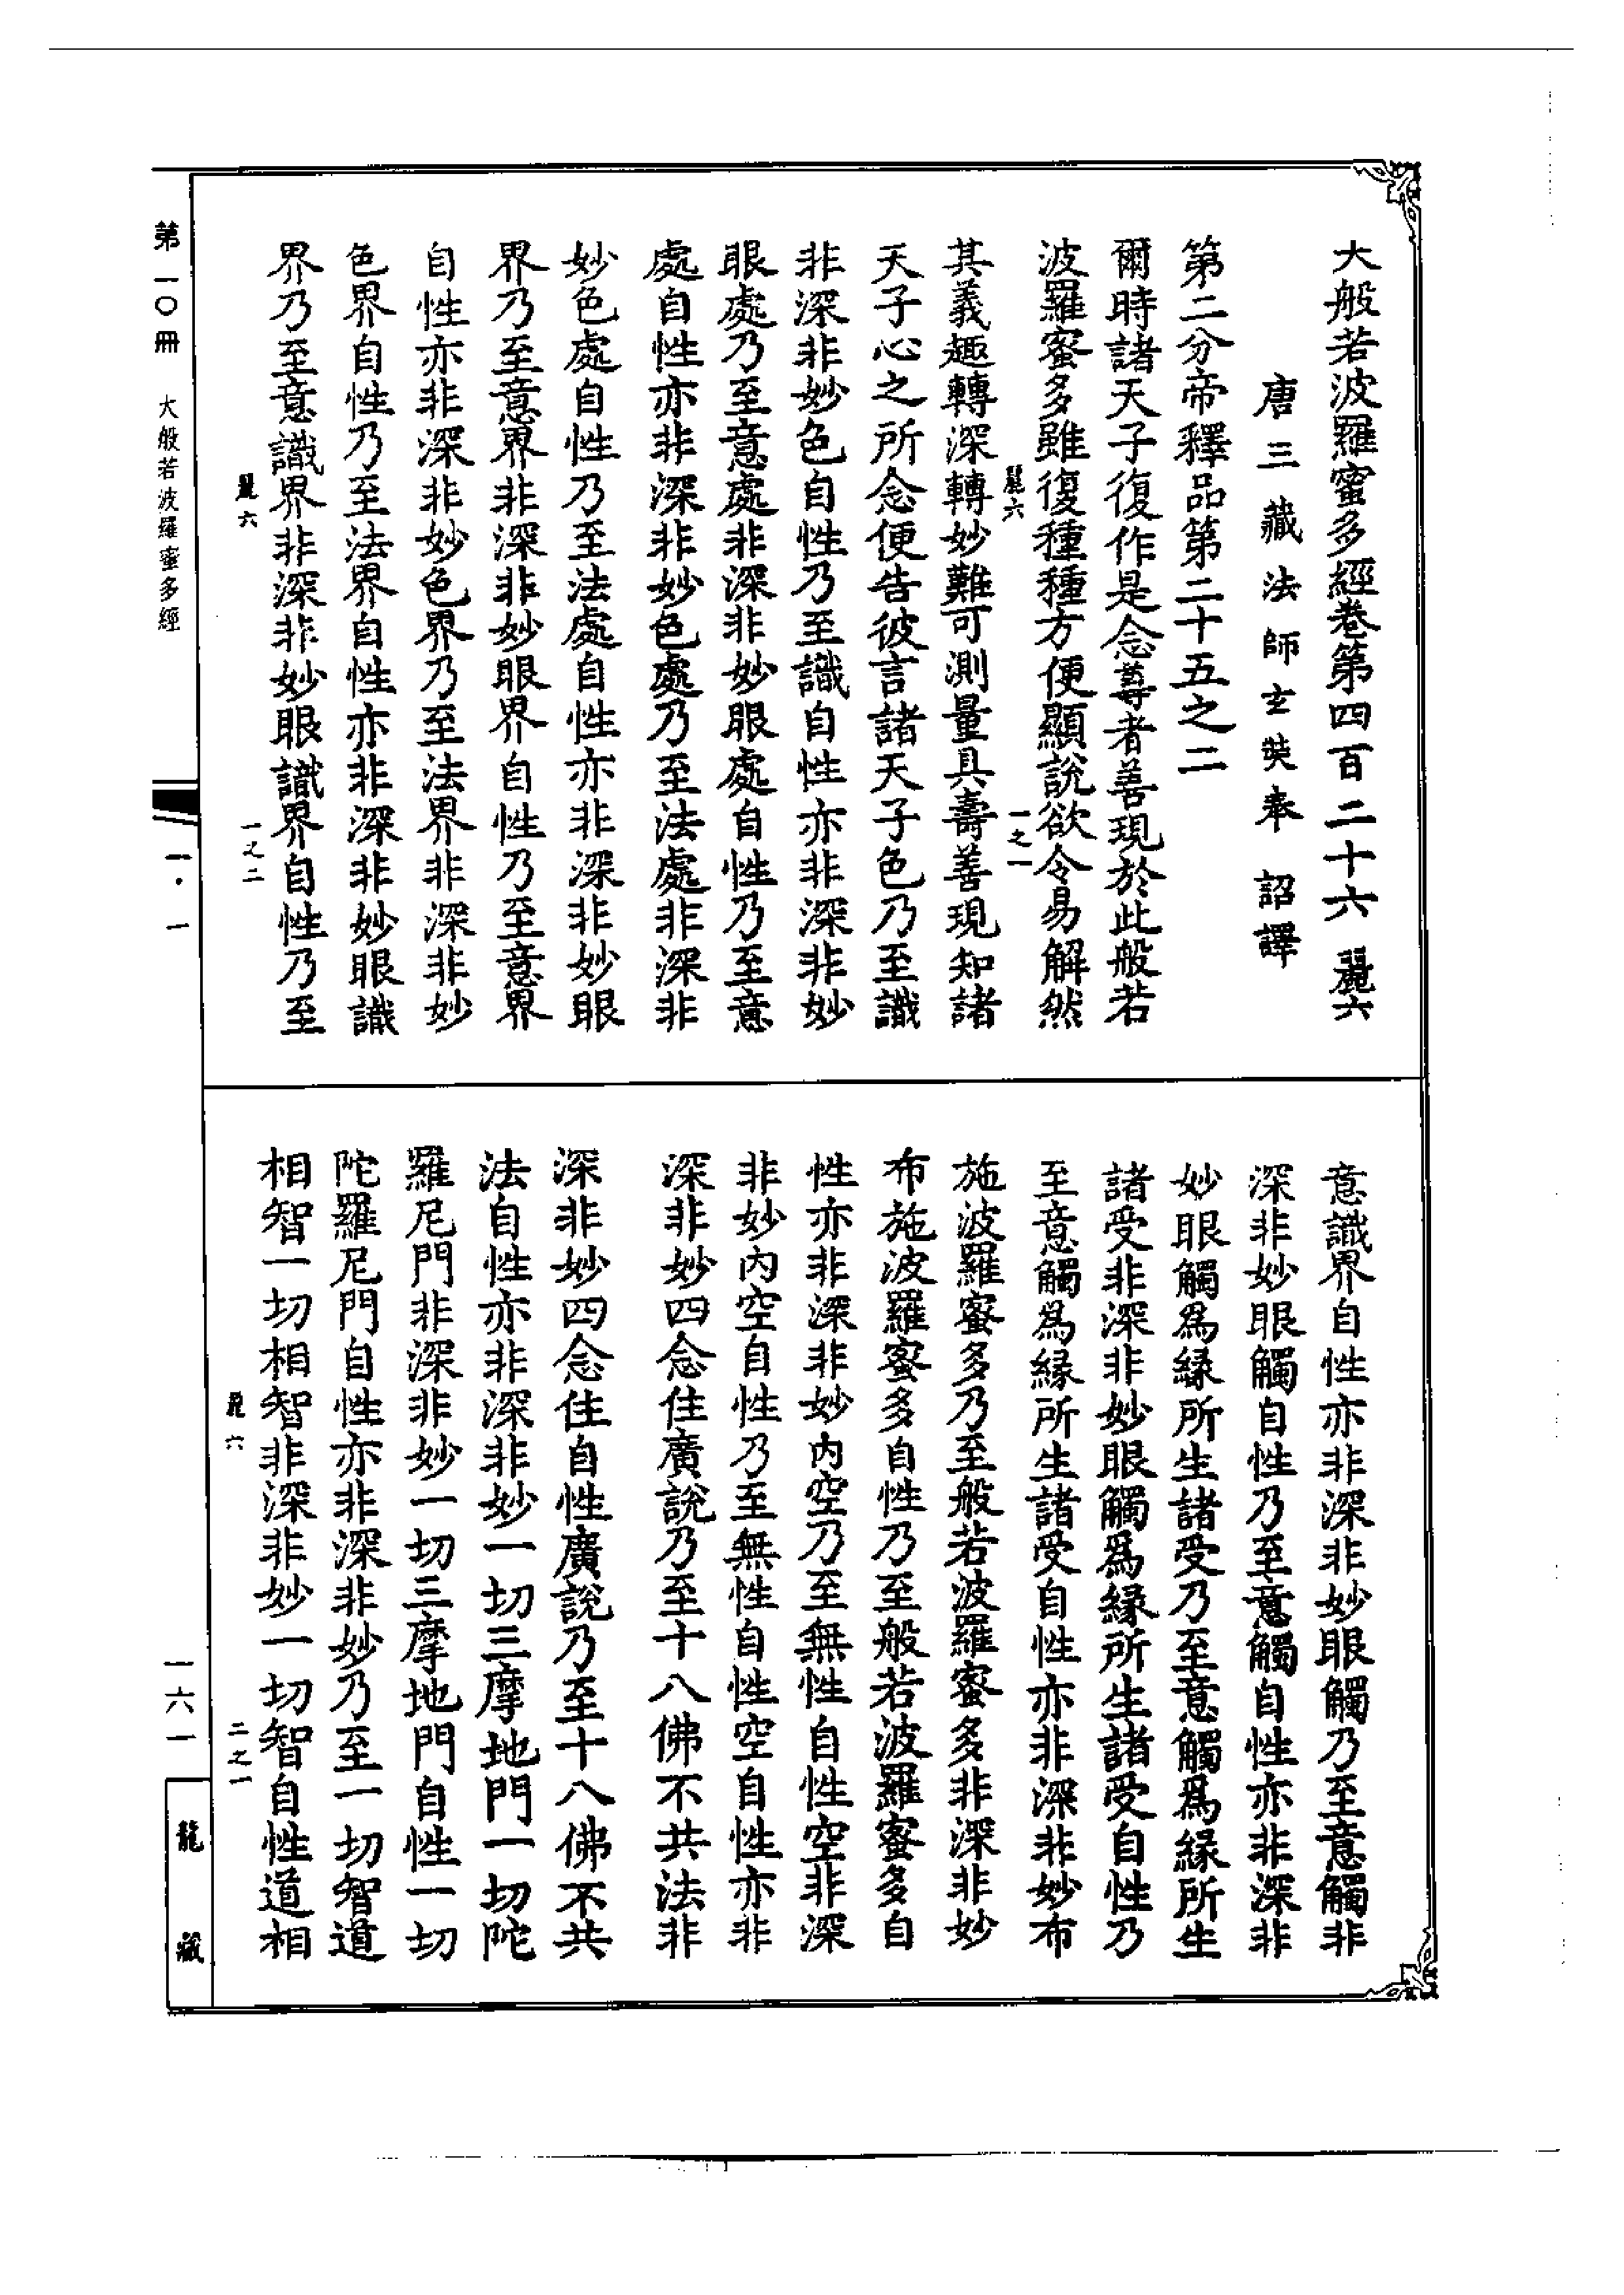 大般若波羅蜜多經卷第四百二十六 麗六
唐三藏法師玄奘奉 詔譯
第二分帝釋品第二十五之二
爾時諸天子復作是念尊者善現於此般若
波羅蜜多雖復種種方便顯說欲令易解然
麗六 一之一
其義趣轉深轉妙難可測量具壽善現知諸
天子心之所念便告彼言諸天子色乃至識
非深非妙色自性乃至識自性亦非深非妙
眼處乃至意處非深非妙眼處自性乃至意
處自性亦非深非妙色處乃至法處非深非
妙色處自性乃至法處自性亦非深非妙眼
界乃至意界非深非妙眼界自性乃至意界
自性亦非深非妙色界乃至法界非深非妙
色界自性乃至法界自性亦非深非妙眼識
界乃至意識界非深非妙眼識界自性乃至
麗六 一之二
意識界自性亦非深非妙眼觸乃至意觸非
深非妙眼觸自性乃至意觸自性亦非深非
妙眼觸為緣所生諸受乃至意觸為緣所生
諸受非深非妙眼觸為緣所生諸受自性乃
至意觸為緣所生諸受自性亦非深非妙布
施波羅蜜多乃至般若波羅蜜多非深非妙
布施波羅蜜多自性乃至般若波羅蜜多自
性亦非深非妙內空乃至無性自性空非深
非妙內空自性乃至無性自性空自性亦非
深非妙四念住廣說乃至十八佛不共法非
深非妙四念住自性廣說乃至十八佛不共
法自性亦非深非妙一切三摩地門一切陀
羅尼門非深非妙一切三摩地門自性一切
陀羅尼門自性亦非深非妙乃至一切智道
相智一切相智非深非妙一切智自性道相
麗六 二之一
第一〇冊 大般若波羅蜜多經
一·一
一六一
龍藏